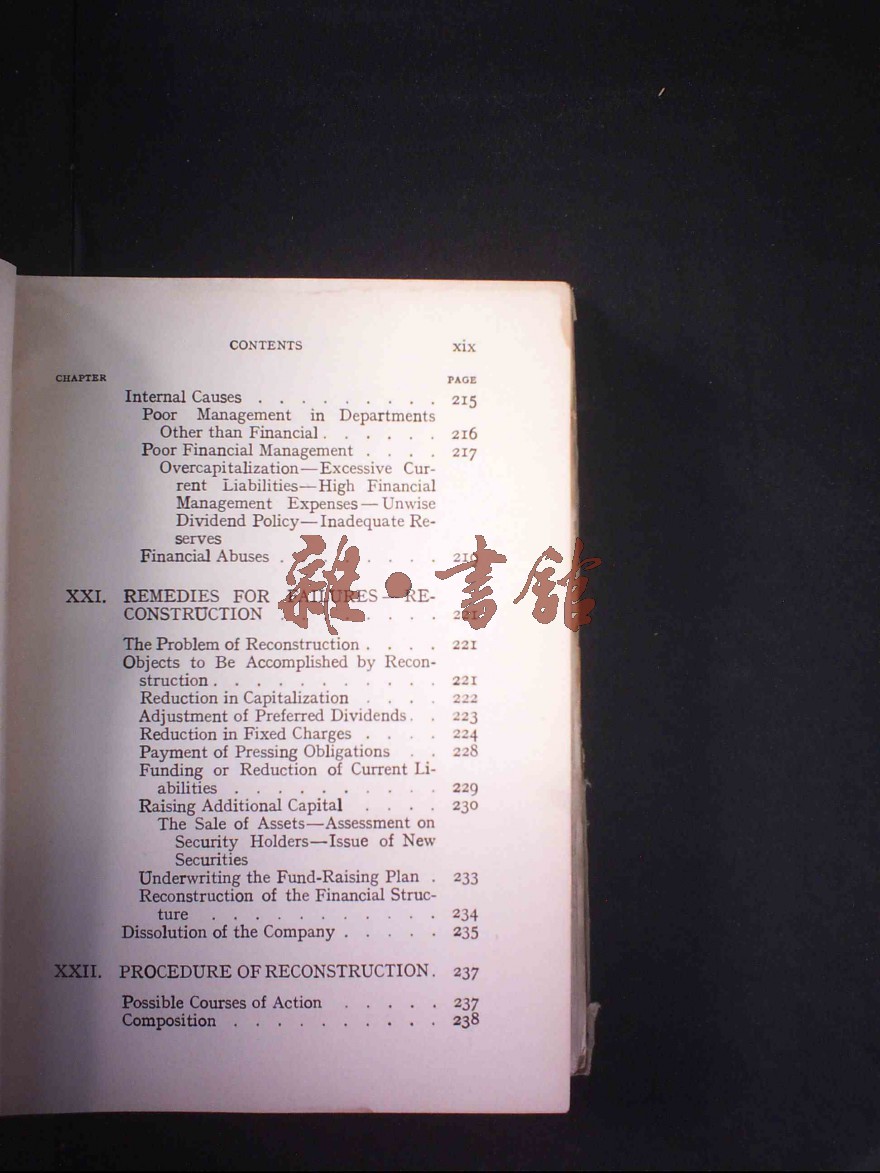 CONTENTS xix
CHAPTER PAGE
Internal Causes . . . . . . . . . 215
Poor Management in Departments
Other than Financial . . . . . . 216
Poor Financial Management . . . . 217
Overcapitalization—Excessive Cur-
rent Liabilities—High Financial
Management Expenses—Unwise
Dividend Policy—Inadequate Re-
serves
Financial Abuses . . . . . . . .
XXI. REMEDIES FOR FAILURES—RE-
CONSTRUCTION . . . . . . . . 221
The Problem of Reconstruction . . . . 221
Objects to Be Accomplished by Recon-
struction . . . . . . . . . . . 221
Reduction in Capitalization . . . . 222
Adjustment of Preferred Dividends . . 223
Reduction in Fixed Charges . . . . 224
Payment of Pressing Obligations . . 228
Funding or Reduction of Current Li-
abilities . . . . . . . . . . 229
Raising Additional Capital . . . . 230
The Sale of Assets—Assessment on
Security Holders—Issue of New
Securities
Underwriting the Fund-Raising Plan . 233
Reconstruction of the Financial Struc-
ture . . . . . . . . . . . 234
Dissolution of the Company . . . . . 235
XXII. PROCEDURE OF RECONSTRUCTION . 237
Possible Courses of Action . . . . . 237
Composition . . . . . . . . . . 238
雜·書館